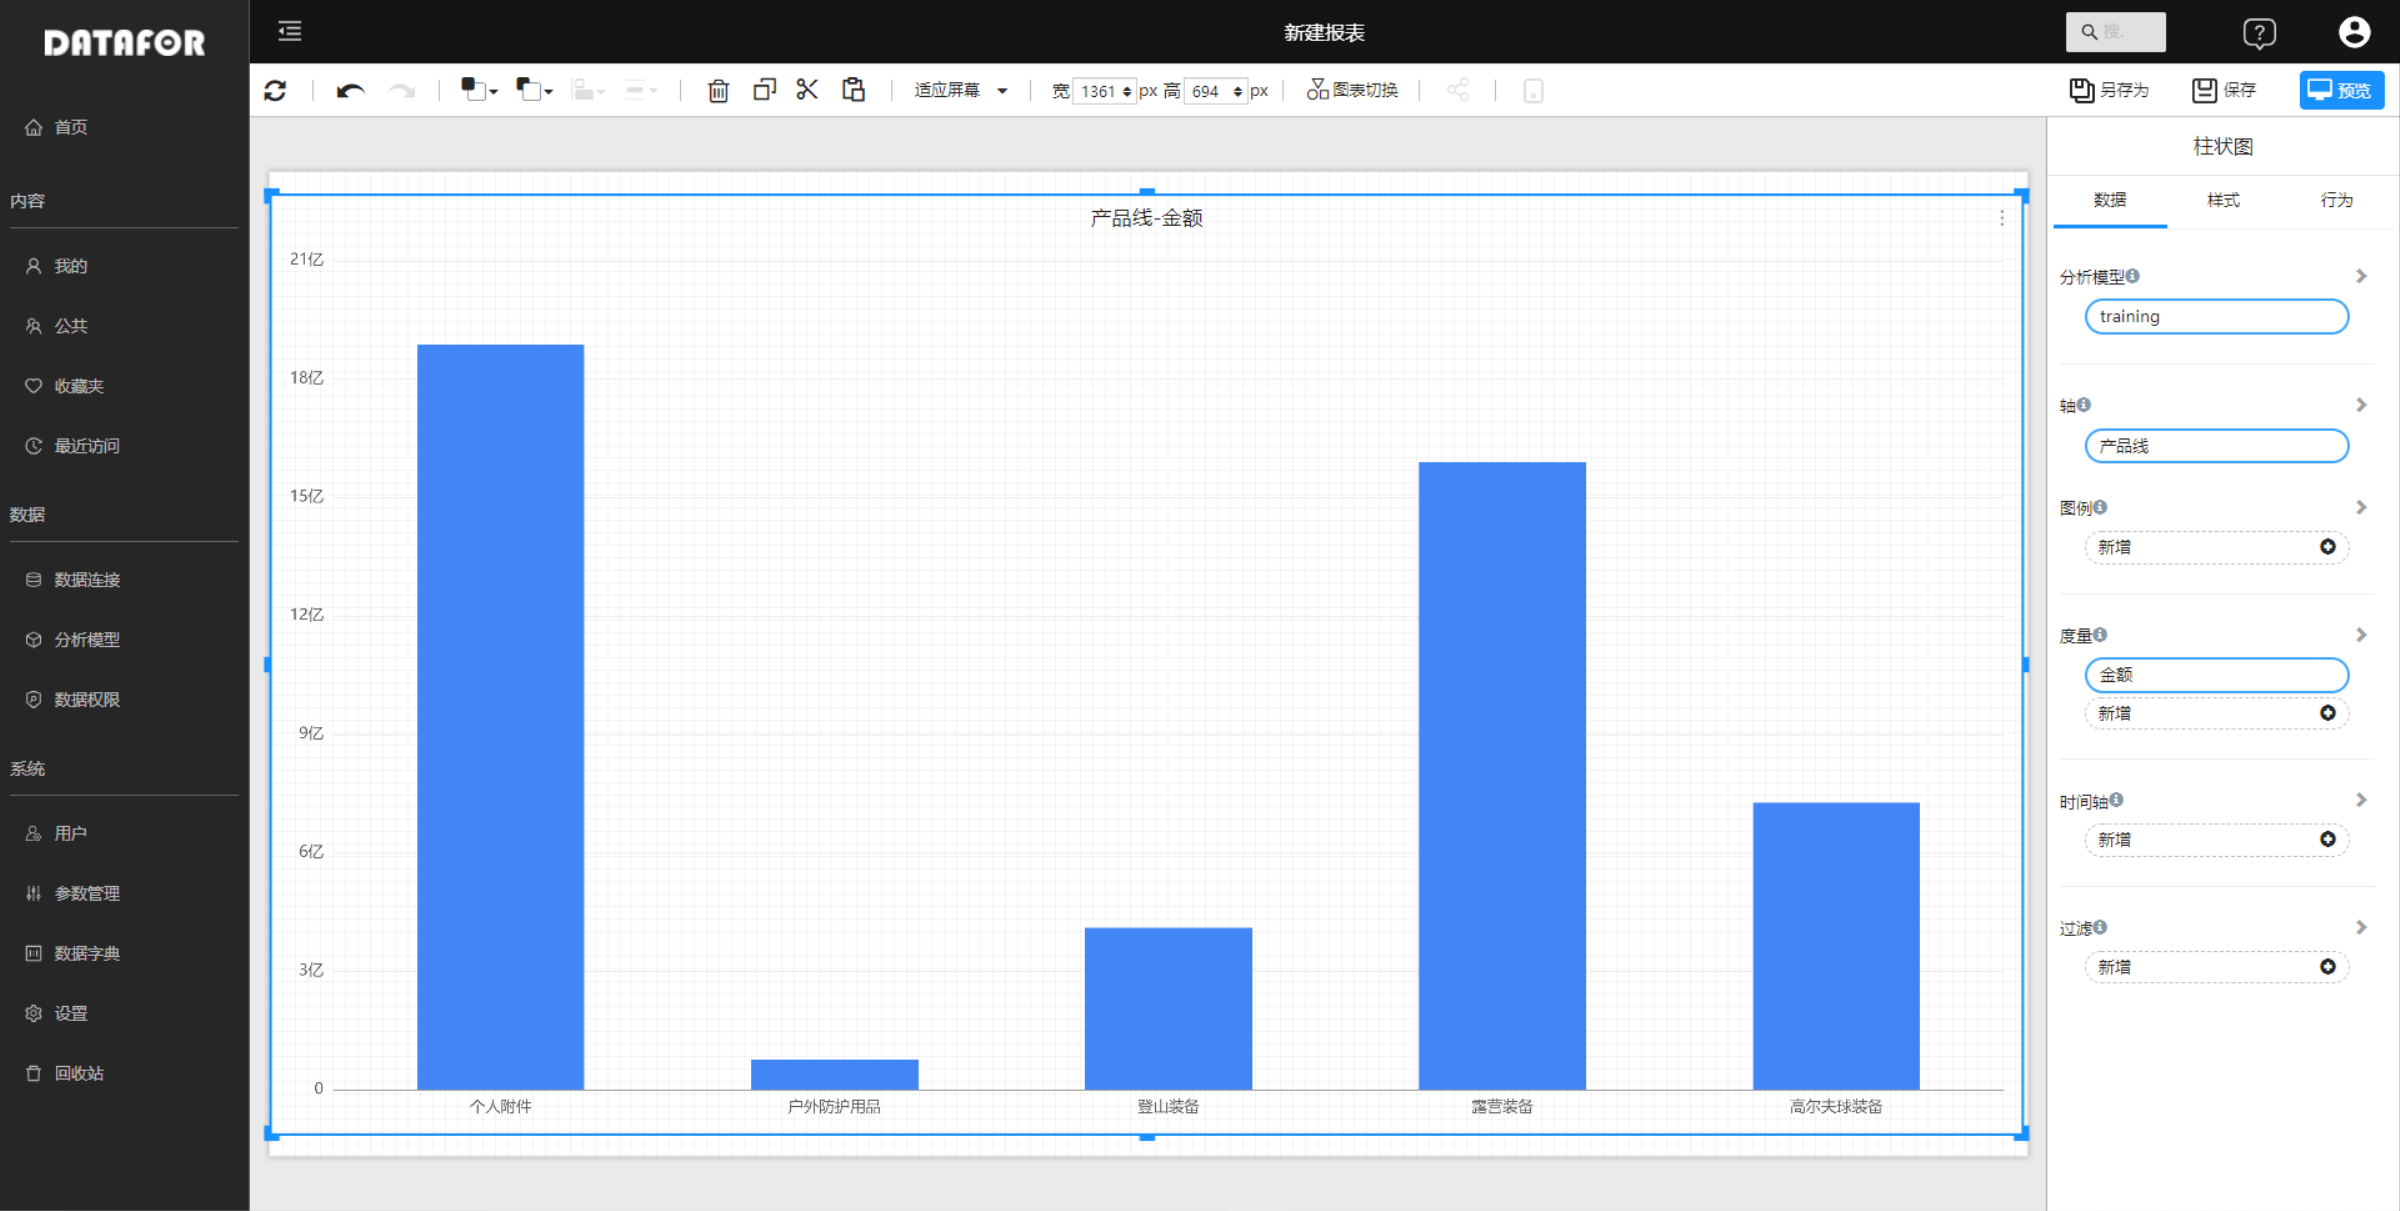 DATAFOR
新建报表
搜.
适应屏幕
宽 1361 px 高 694 px
图表切换
另存为
保存
预览
首页
内容
我的
公共
收藏夹
最近访问
数据
数据连接
分析模型
数据权限
系统
用户
参数管理
数据字典
设置
回收站
产品线-金额
21亿
18亿
15亿
12亿
9亿
6亿
3亿
0
个人附件
户外防护用品
登山装备
露营装备
高尔夫球装备
柱状图
数据 样式 行为
分析模型
training
轴
产品线
图例
新增
度量
金额
新增
时间轴
新增
过滤
新增